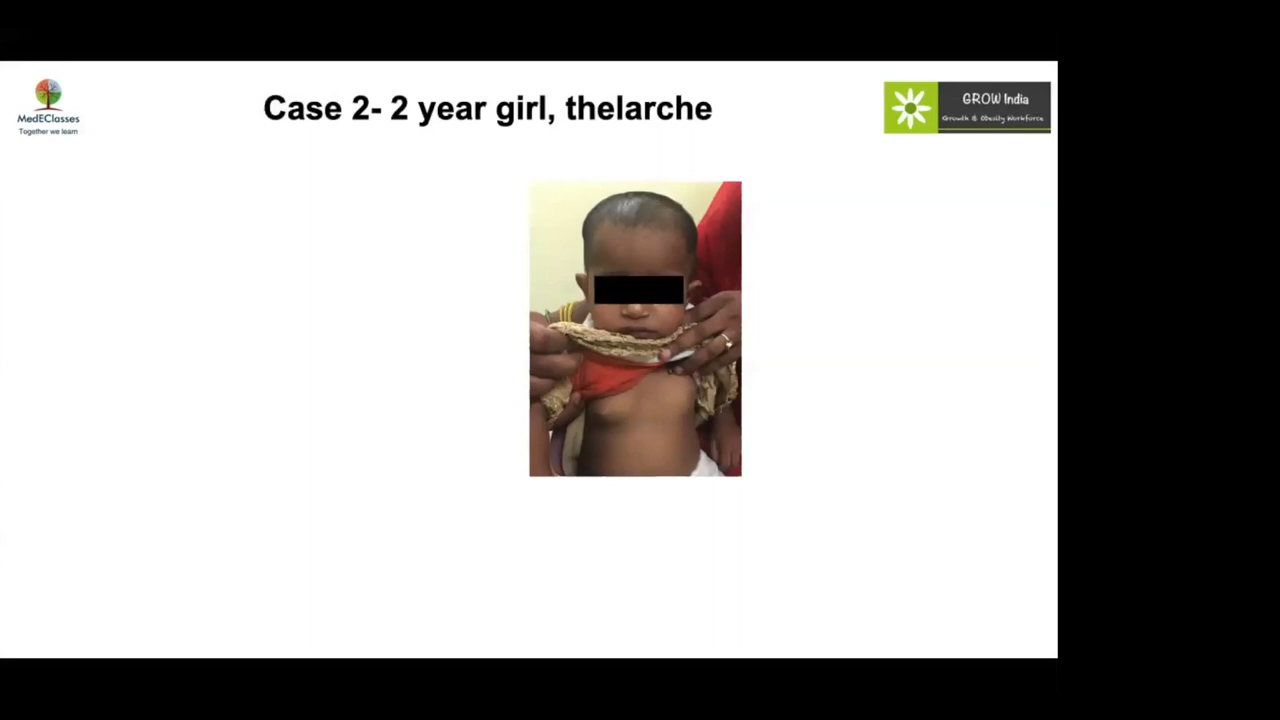 MedEClasses
Together we learn
Case 2- 2 year girl, thelarche
GROW India
Growth & Obesity Workforce